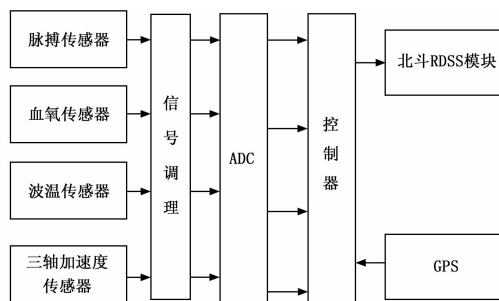 脉搏传感器
血氧传感器
波温传感器
三轴加速度
传感器
信号调理
ADC
控制器
北斗RDSS模块
GPS